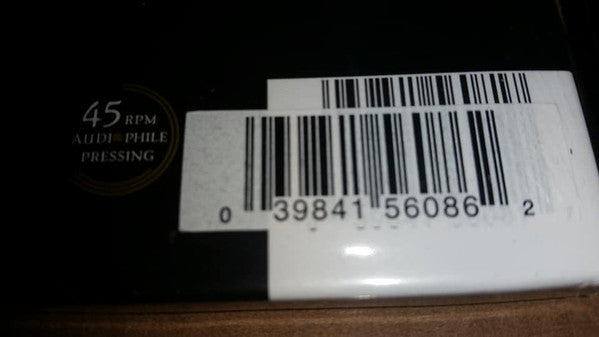 45 RPM
AUDIOPHILE
PRESSING
0 39841 56086 2